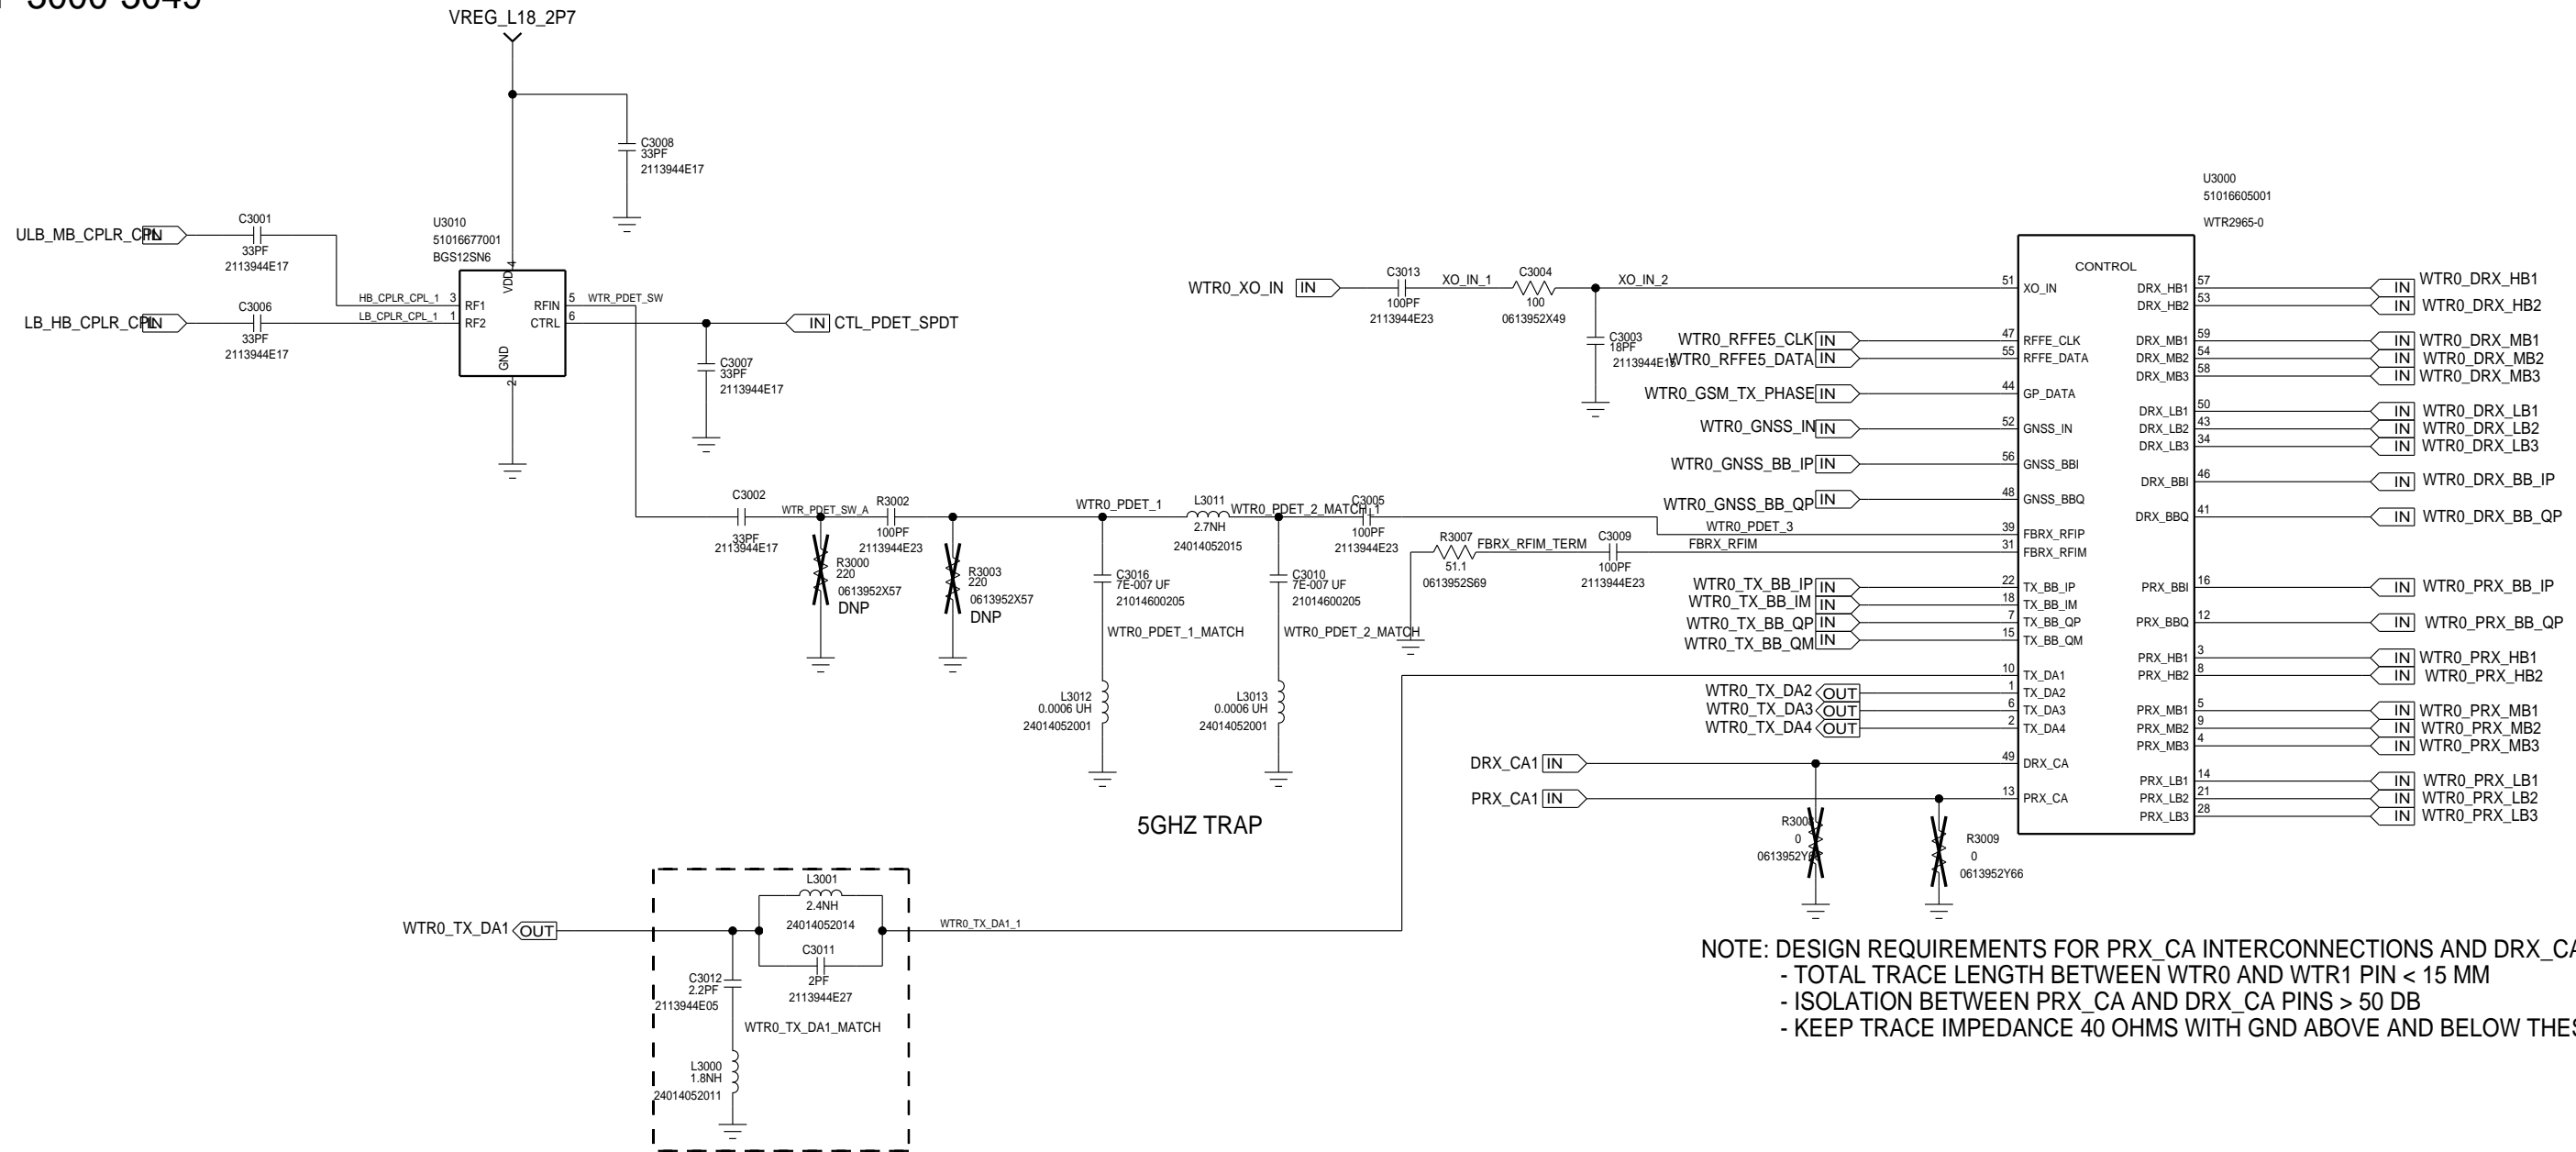 3000-3049
VREG_L18_2P7
C3008
33PF
2113944E17
ULB_MB_CPLR_CPL
IN
C3001
33PF
2113944E17
LB_HB_CPLR_CPL
IN
C3006
33PF
2113944E17
U3010
51016677001
BGS12SN6
HB_CPLR_CPL_1
3
RF1
LB_CPLR_CPL_1
1
RF2
VDD
4
GND
2
RFIN
5
WTR_PDET_SW
CTRL
6
IN
CTL_PDET_SPDT
C3007
33PF
2113944E17
C3002
33PF
2113944E17
WTR_PDET_SW_A
R3000
220
0613952X57
DNP
R3002
100PF
2113944E23
R3003
220
0613952X57
DNP
WTR0_PDET_1
L3011
2.7NH
24014052015
WTR0_PDET_2_MATCH_1
C3005
100PF
2113944E23
C3016
7E-007 UF
21014600205
WTR0_PDET_1_MATCH
L3012
0.0006 UH
24014052001
C3010
7E-007 UF
21014600205
WTR0_PDET_2_MATCH
L3013
0.0006 UH
24014052001
5GHZ TRAP
R3007
51.1
0613952S69
FBRX_RFIM_TERM
C3009
100PF
2113944E23
FBRX_RFIM
WTR0_PDET_3
WTR0_XO_IN
IN
C3013
100PF
2113944E23
XO_IN_1
C3004
100
0613952X49
XO_IN_2
C3003
18PF
2113944E15
U3000
51016605001
WTR2965-0
CONTROL
51 XO_IN
WTR0_RFFE5_CLK IN 47 RFFE_CLK
WTR0_RFFE5_DATA IN 55 RFFE_DATA
WTR0_GSM_TX_PHASE IN 44 GP_DATA
WTR0_GNSS_IN IN 52 GNSS_IN
WTR0_GNSS_BB_IP IN 56 GNSS_BBI
WTR0_GNSS_BB_QP IN 48 GNSS_BBQ
39 FBRX_RFIP
31 FBRX_RFIM
WTR0_TX_BB_IP IN 22 TX_BB_IP
WTR0_TX_BB_IM IN 18 TX_BB_IM
WTR0_TX_BB_QP IN 7 TX_BB_QP
WTR0_TX_BB_QM IN 15 TX_BB_QM
10 TX_DA1
WTR0_TX_DA2 OUT 1 TX_DA2
WTR0_TX_DA3 OUT 6 TX_DA3
WTR0_TX_DA4 OUT 2 TX_DA4
DRX_CA1 IN 49 DRX_CA
PRX_CA1 IN 13 PRX_CA
DRX_HB1 57 IN WTR0_DRX_HB1
DRX_HB2 53 IN WTR0_DRX_HB2
DRX_MB1 59 IN WTR0_DRX_MB1
DRX_MB2 54 IN WTR0_DRX_MB2
DRX_MB3 58 IN WTR0_DRX_MB3
DRX_LB1 50 IN WTR0_DRX_LB1
DRX_LB2 43 IN WTR0_DRX_LB2
DRX_LB3 34 IN WTR0_DRX_LB3
DRX_BBI 46 IN WTR0_DRX_BB_IP
DRX_BBQ 41 IN WTR0_DRX_BB_QP
PRX_BBI 16 IN WTR0_PRX_BB_IP
PRX_BBQ 12 IN WTR0_PRX_BB_QP
PRX_HB1 3 IN WTR0_PRX_HB1
PRX_HB2 8 IN WTR0_PRX_HB2
PRX_MB1 5 IN WTR0_PRX_MB1
PRX_MB2 9 IN WTR0_PRX_MB2
PRX_MB3 4 IN WTR0_PRX_MB3
PRX_LB1 14 IN WTR0_PRX_LB1
PRX_LB2 21 IN WTR0_PRX_LB2
PRX_LB3 28 IN WTR0_PRX_LB3
0
R3009
0
0613952Y66
WTR0_TX_DA1
OUT
L3001
2.4NH
24014052014
C3011
2PF
2113944E27
C3012
2.2PF
2113944E05
WTR0_TX_DA1_MATCH
L3000
1.8NH
24014052011
WTR0_TX_DA1_1
NOTE: DESIGN REQUIREMENTS FOR PRX_CA INTERCONNECTIONS AND DRX_CA
- TOTAL TRACE LENGTH BETWEEN WTR0 AND WTR1 PIN < 15 MM
- ISOLATION BETWEEN PRX_CA AND DRX_CA PINS > 50 DB
- KEEP TRACE IMPEDANCE 40 OHMS WITH GND ABOVE AND BELOW